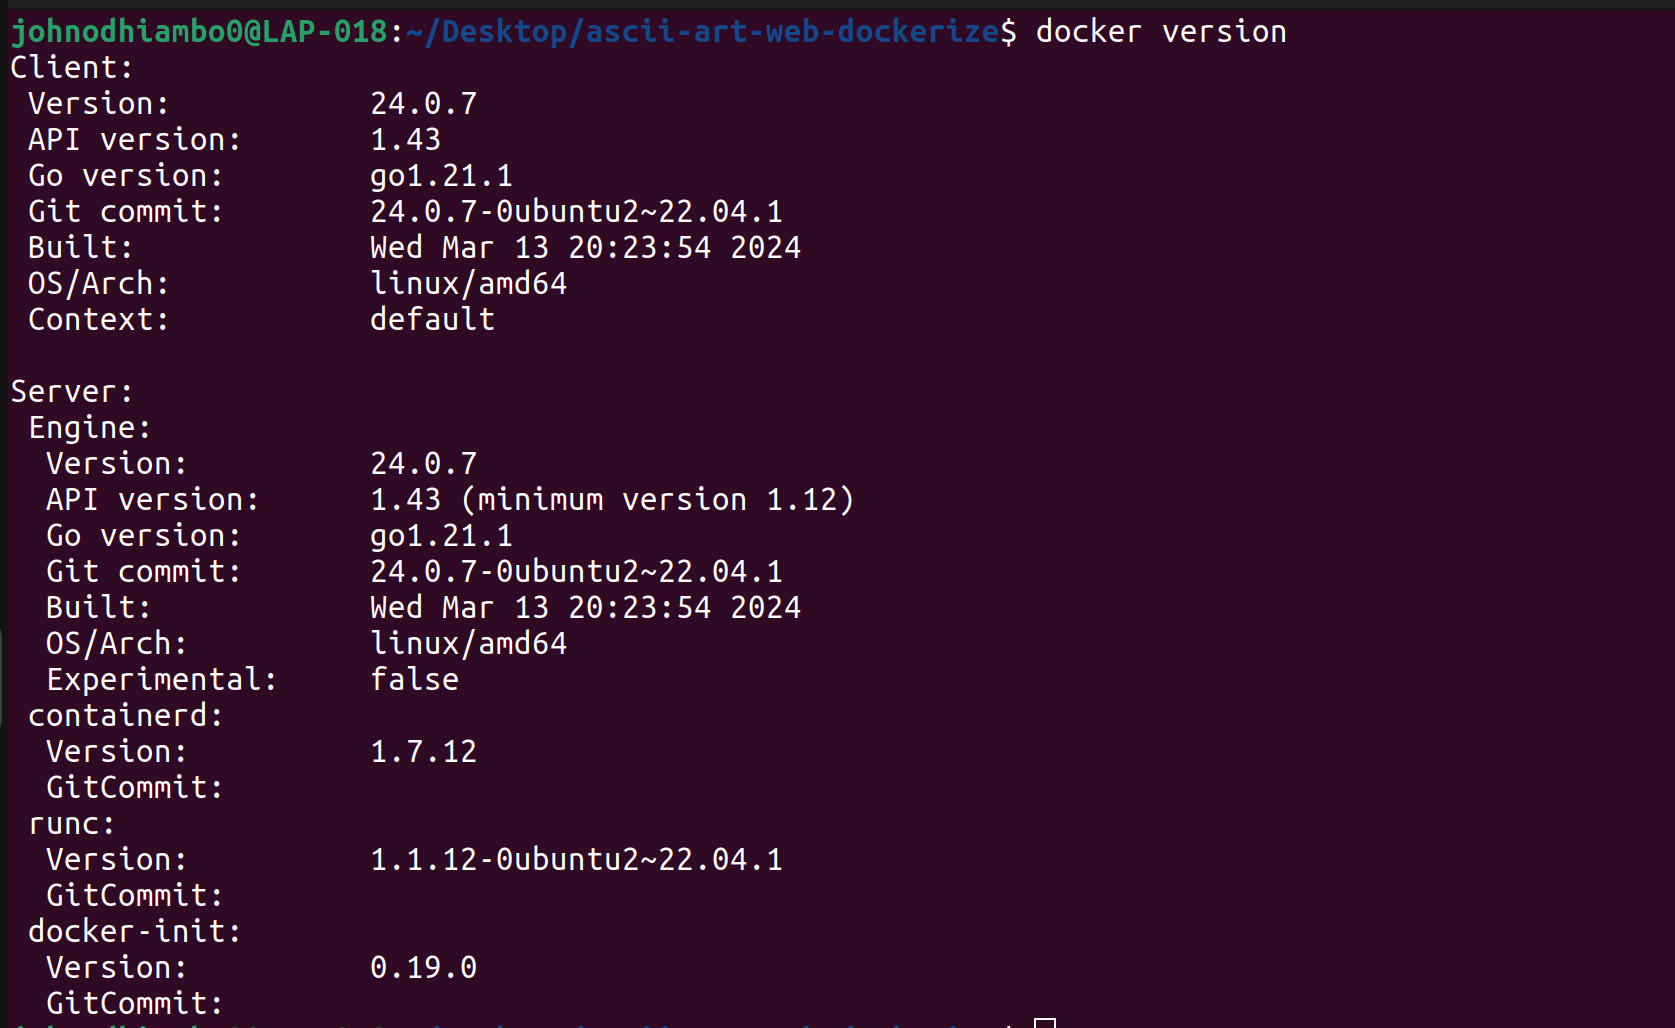 johnodhiambo0@LAP-018:~/Desktop/ascii-art-web-dockerize$ docker version
Client:
 Version:           24.0.7
 API version:       1.43
 Go version:        go1.21.1
 Git commit:        24.0.7-0ubuntu2~22.04.1
 Built:             Wed Mar 13 20:23:54 2024
 OS/Arch:           linux/amd64
 Context:           default

Server:
 Engine:
  Version:          24.0.7
  API version:      1.43 (minimum version 1.12)
  Go version:       go1.21.1
  Git commit:       24.0.7-0ubuntu2~22.04.1
  Built:            Wed Mar 13 20:23:54 2024
  OS/Arch:          linux/amd64
  Experimental:     false
 containerd:
  Version:          1.7.12
  GitCommit:
 runc:
  Version:          1.1.12-0ubuntu2~22.04.1
  GitCommit:
 docker-init:
  Version:          0.19.0
  GitCommit: